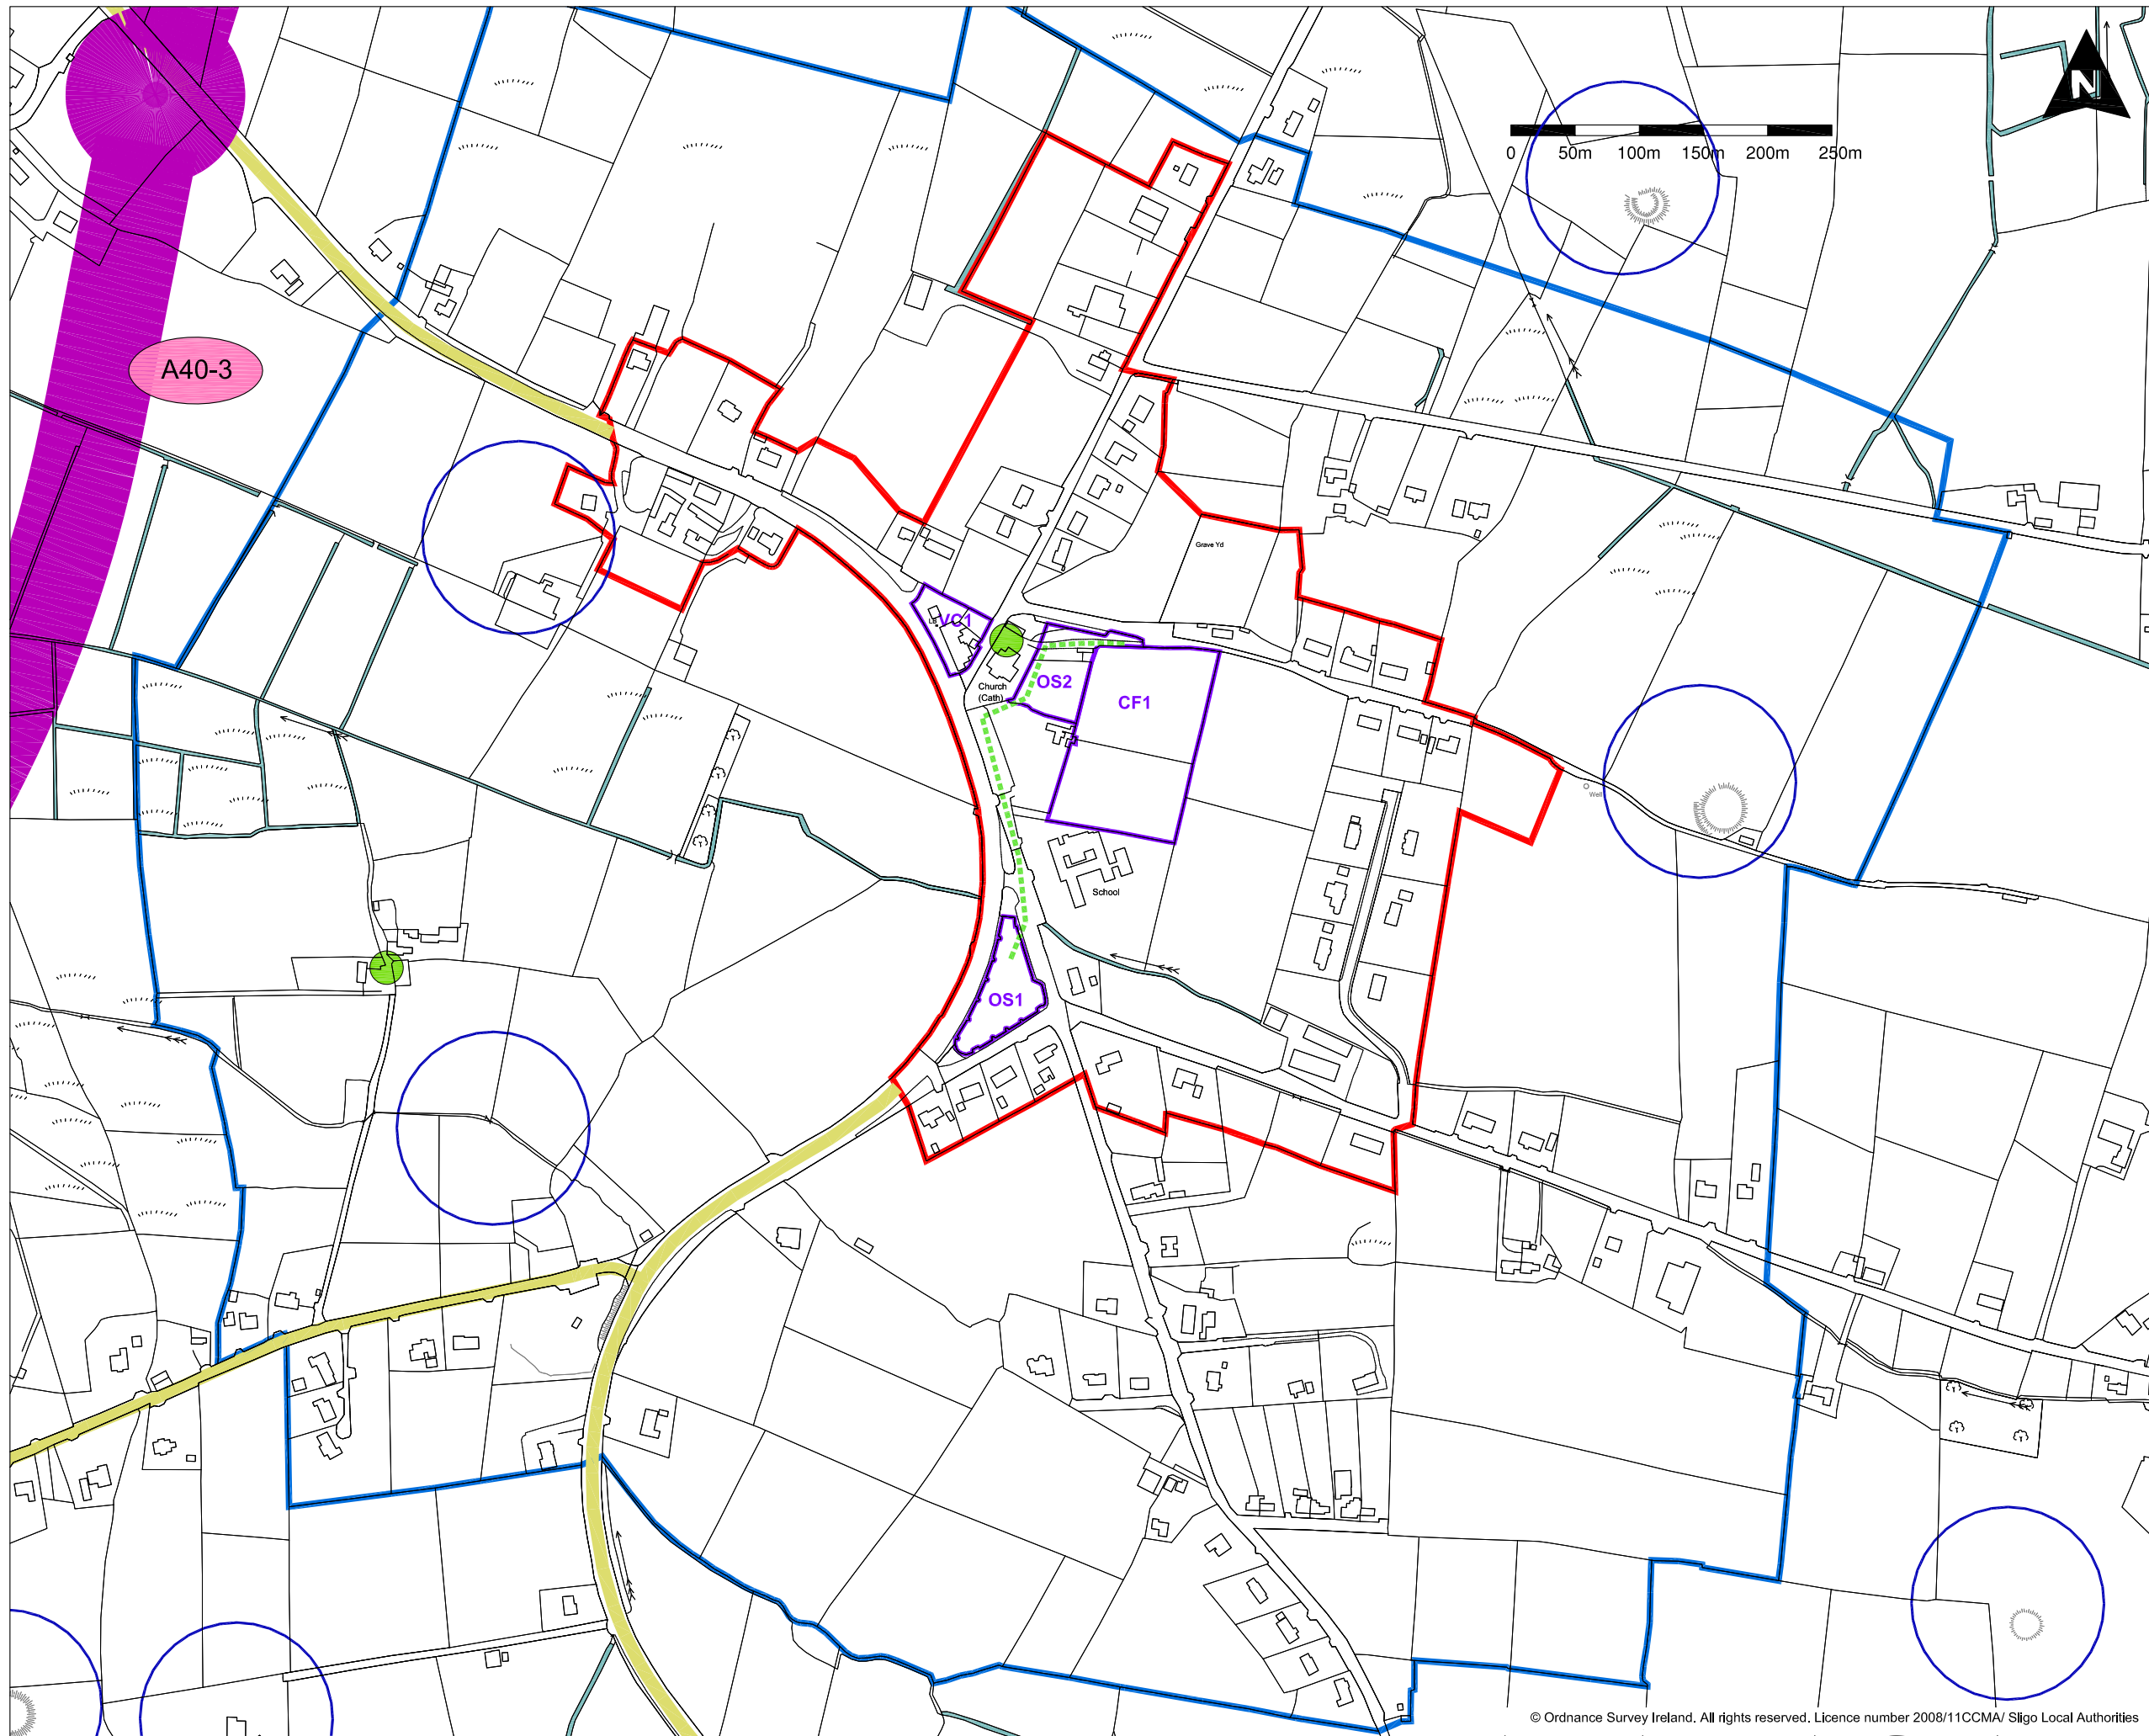 N
0 50m 100m 150m 200m 250m
A40-3
Grave Yd
VC1
LB
Church
(Cath)
OS2
CF1
Well
School
OS1
© Ordnance Survey Ireland. All rights reserved. Licence number 2008/11CCMA/ Sligo Local Authorities